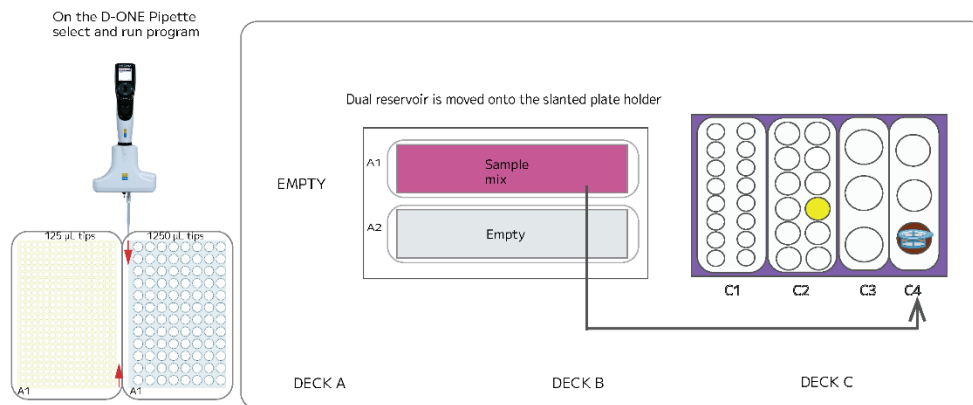 On the D-ONE Pipette
select and run program
Dual reservoir is moved onto the slanted plate holder
A1
Sample
mix
EMPTY
A2
Empty
125 µL tips
1250 µL tips
C1
C2
C3
C4
A1
A1
DECK A
DECK B
DECK C